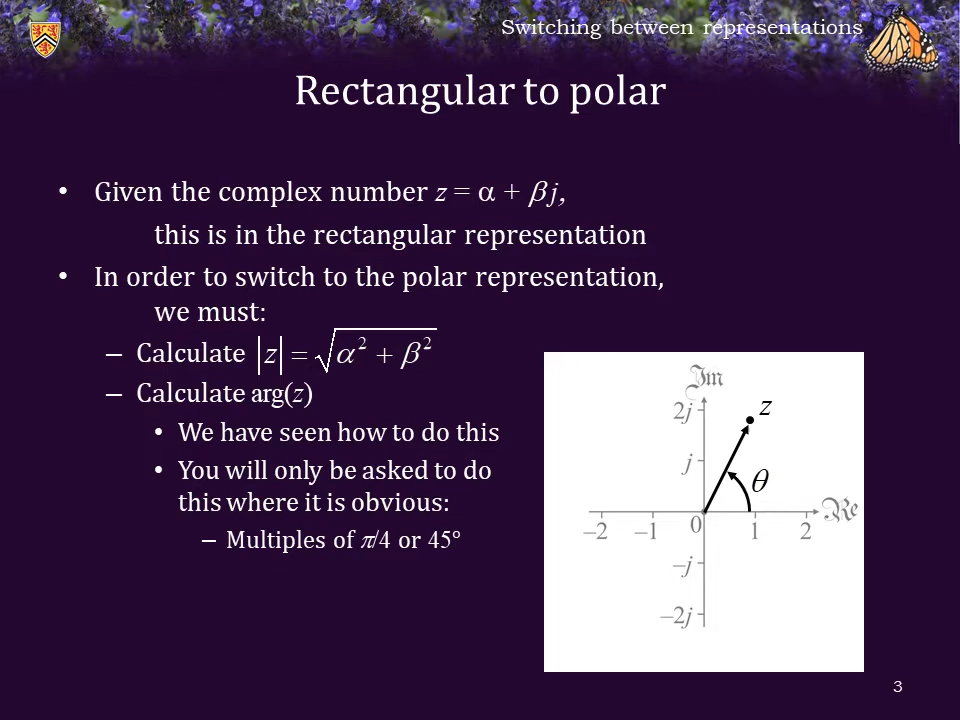 Switching between representations
Rectangular to polar
• Given the complex number z = α + βj,
this is in the rectangular representation
• In order to switch to the polar representation,
we must:
– Calculate |z| = √(α² + β²)
– Calculate arg(z)
• We have seen how to do this
• You will only be asked to do
this where it is obvious:
– Multiples of π/4 or 45°
ℑm
2j
z
j
θ
ℜe
–2 –1 0 1 2
–j
–2j
3